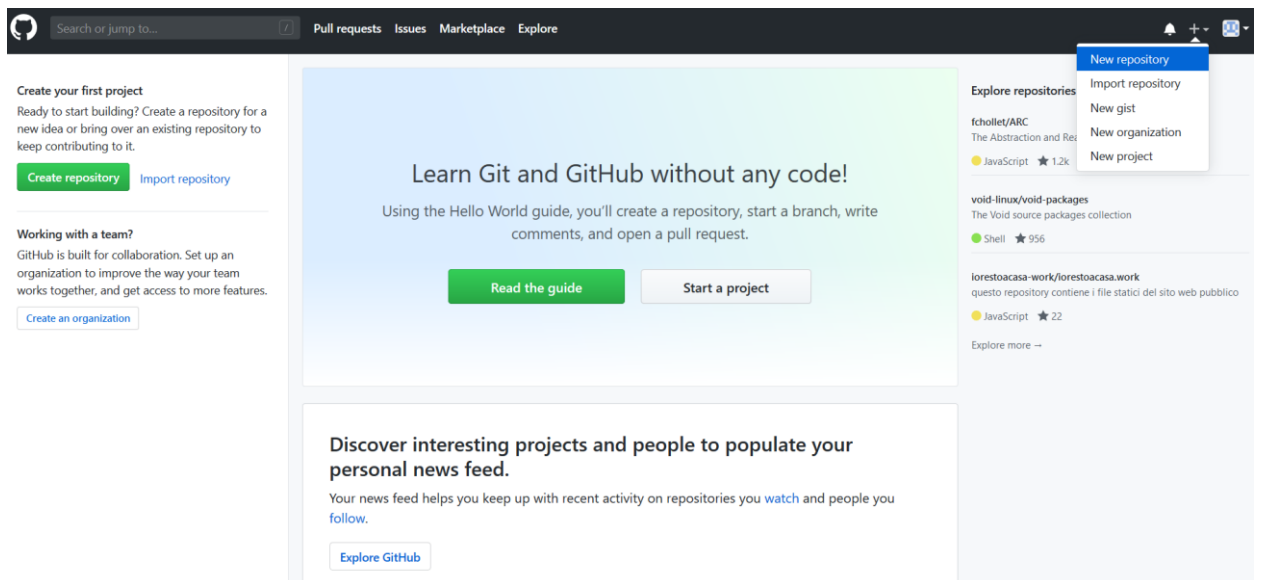 Search or jump to...
/
Pull requests Issues Marketplace Explore
New repository
Import repository
New gist
New organization
New project
Create your first project
Ready to start building? Create a repository for a
new idea or bring over an existing repository to
keep contributing to it.
Create repository Import repository
Working with a team?
GitHub is built for collaboration. Set up an
organization to improve the way your team
works together, and get access to more features.
Create an organization
Learn Git and GitHub without any code!
Using the Hello World guide, you'll create a repository, start a branch, write
comments, and open a pull request.
Read the guide Start a project
Discover interesting projects and people to populate your
personal news feed.
Your news feed helps you keep up with recent activity on repositories you watch and people you
follow.
Explore GitHub
Explore repositories
fchollet/ARC
The Abstraction and
JavaScript 1.2k
void-linux/void-packages
The Void source packages collection
Shell 956
iorestoacasa-work/iorestoacasa.work
questo repository contiene i file statici del sito web pubblico
JavaScript 22
Explore more →